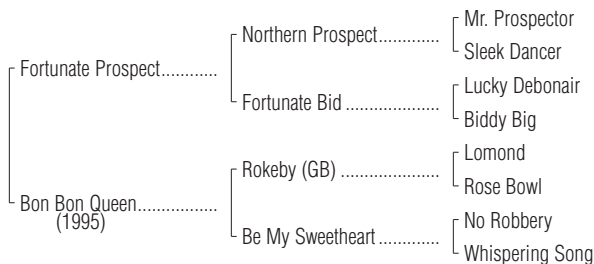 Mr. Prospector
Northern Prospect.............
Sleek Dancer
Fortunate Prospect............
Lucky Debonair
Fortunate Bid ....................
Biddy Big
Lomond
Rokeby (GB) .....................
Rose Bowl
Bon Bon Queen.................
(1995)
No Robbery
Be My Sweetheart.............
Whispering Song